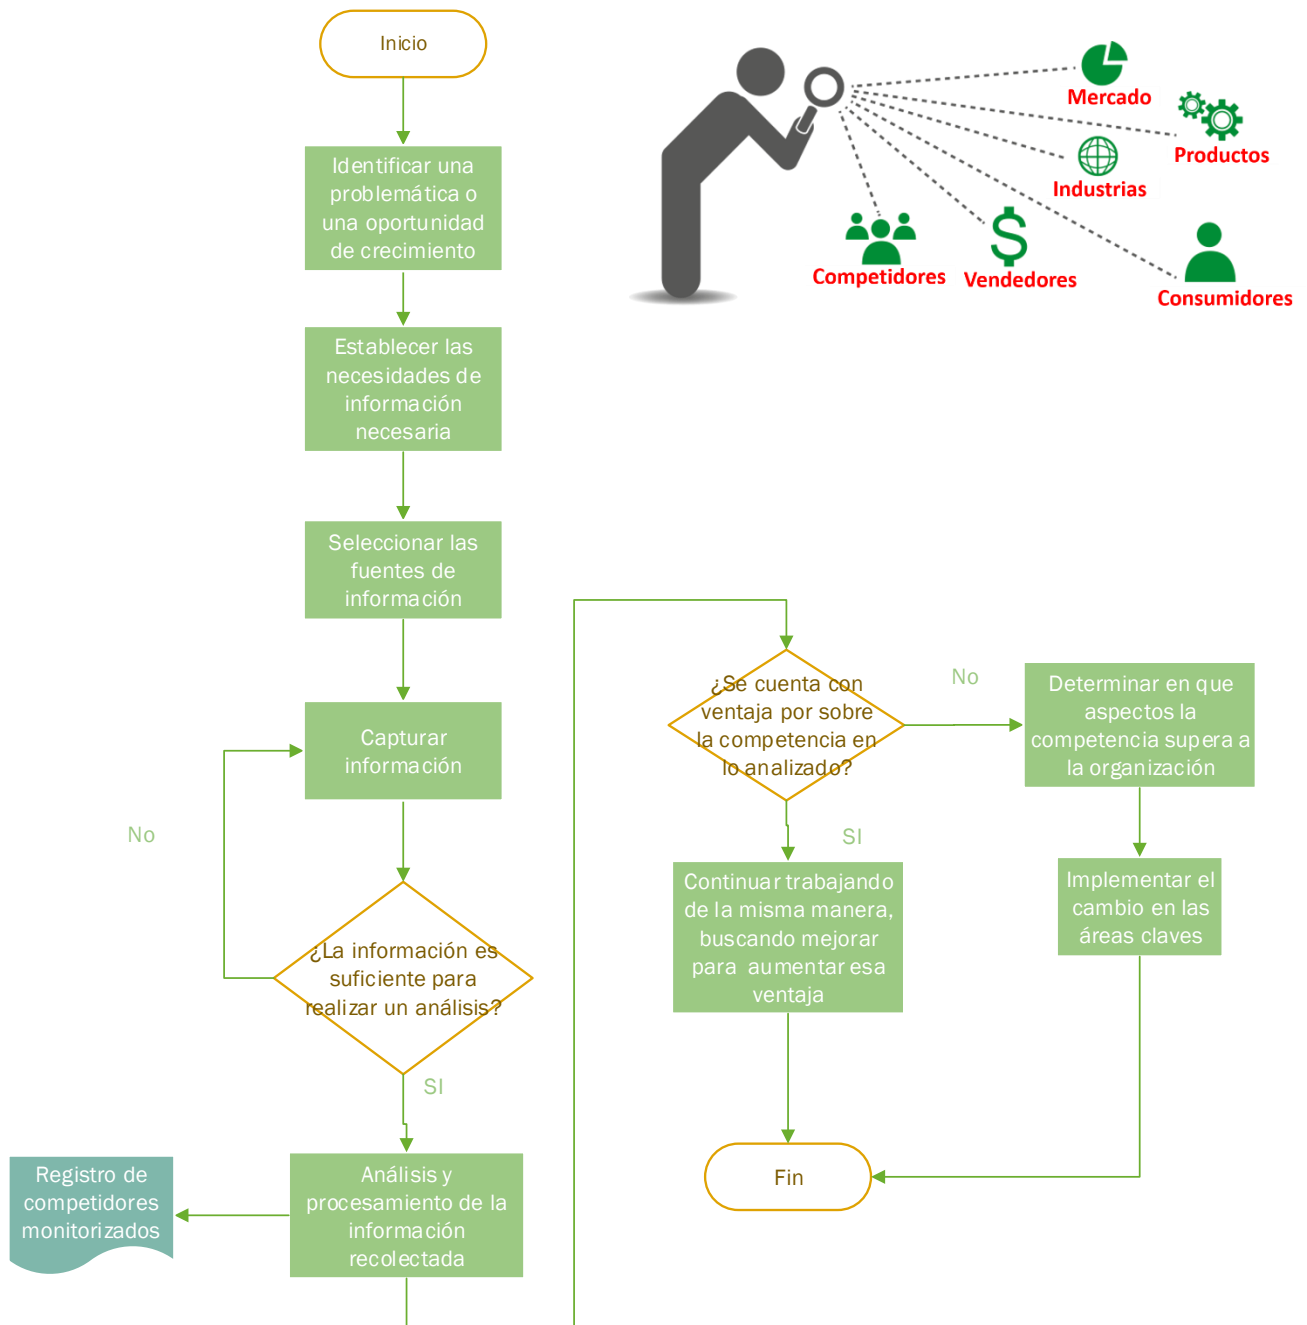 Inicio
Identificar una
problemática o
una oportunidad
de crecimiento
Establecer las
necesidades de
información
necesaria
Seleccionar las
fuentes de
información
Capturar
información
No
¿La información es
suficiente para
realizar un análisis?
SI
Análisis y
procesamiento de la
información
recolectada
Registro de
competidores
monitorizados
Mercado
Productos
Industrias
Competidores
Vendedores
Consumidores
¿Se cuenta con
ventaja por sobre
la competencia en
lo analizado?
No
Determinar en que
aspectos la
competencia supera a
la organización
SI
Continuar trabajando
de la misma manera,
buscando mejorar
para aumentar esa
ventaja
Implementar el
cambio en las
áreas claves
Fin